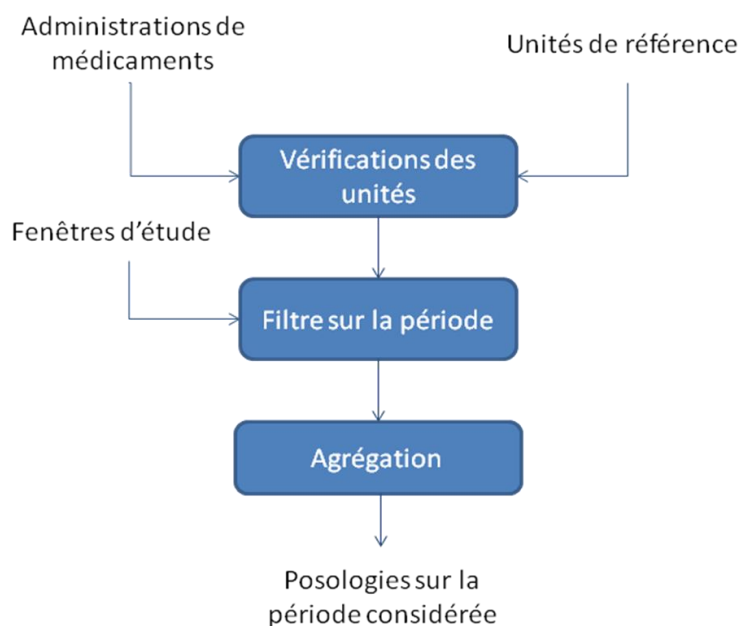 Administrations de
médicaments
Unités de référence
Vérifications des
unités
Fenêtres d’étude
Filtre sur la période
Agrégation
Posologies sur la
période considérée